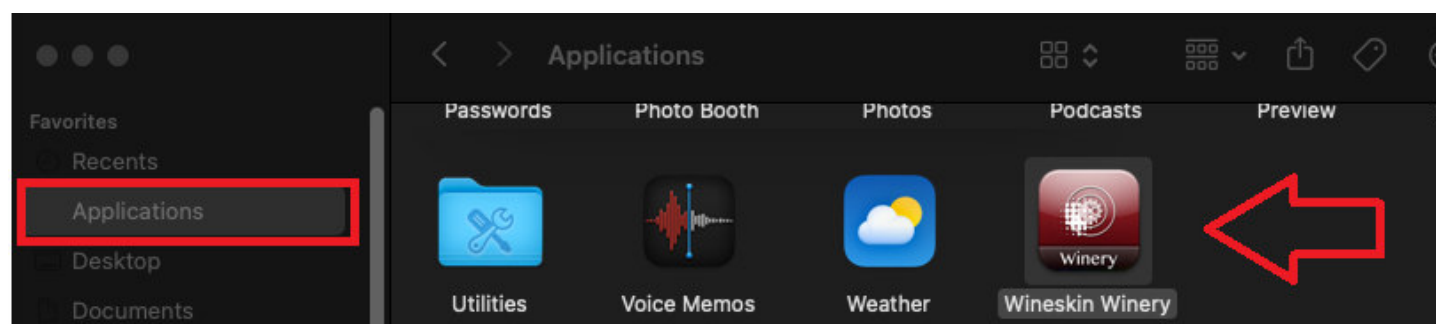 Applications
Favorites
Recents
Applications
Desktop
Documents
Passwords Photo Booth Photos Podcasts Preview
Winery
Utilities Voice Memos Weather Wineskin Winery